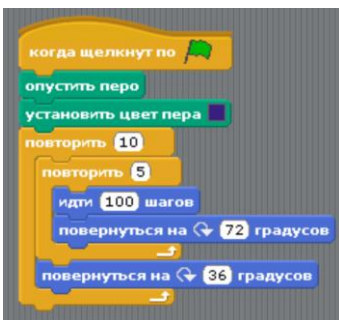 когда щелкнут по
опустить перо
установить цвет пера
повторить 10
повторить 5
идти 100 шагов
повернуться на 72 градусов
повернуться на 36 градусов